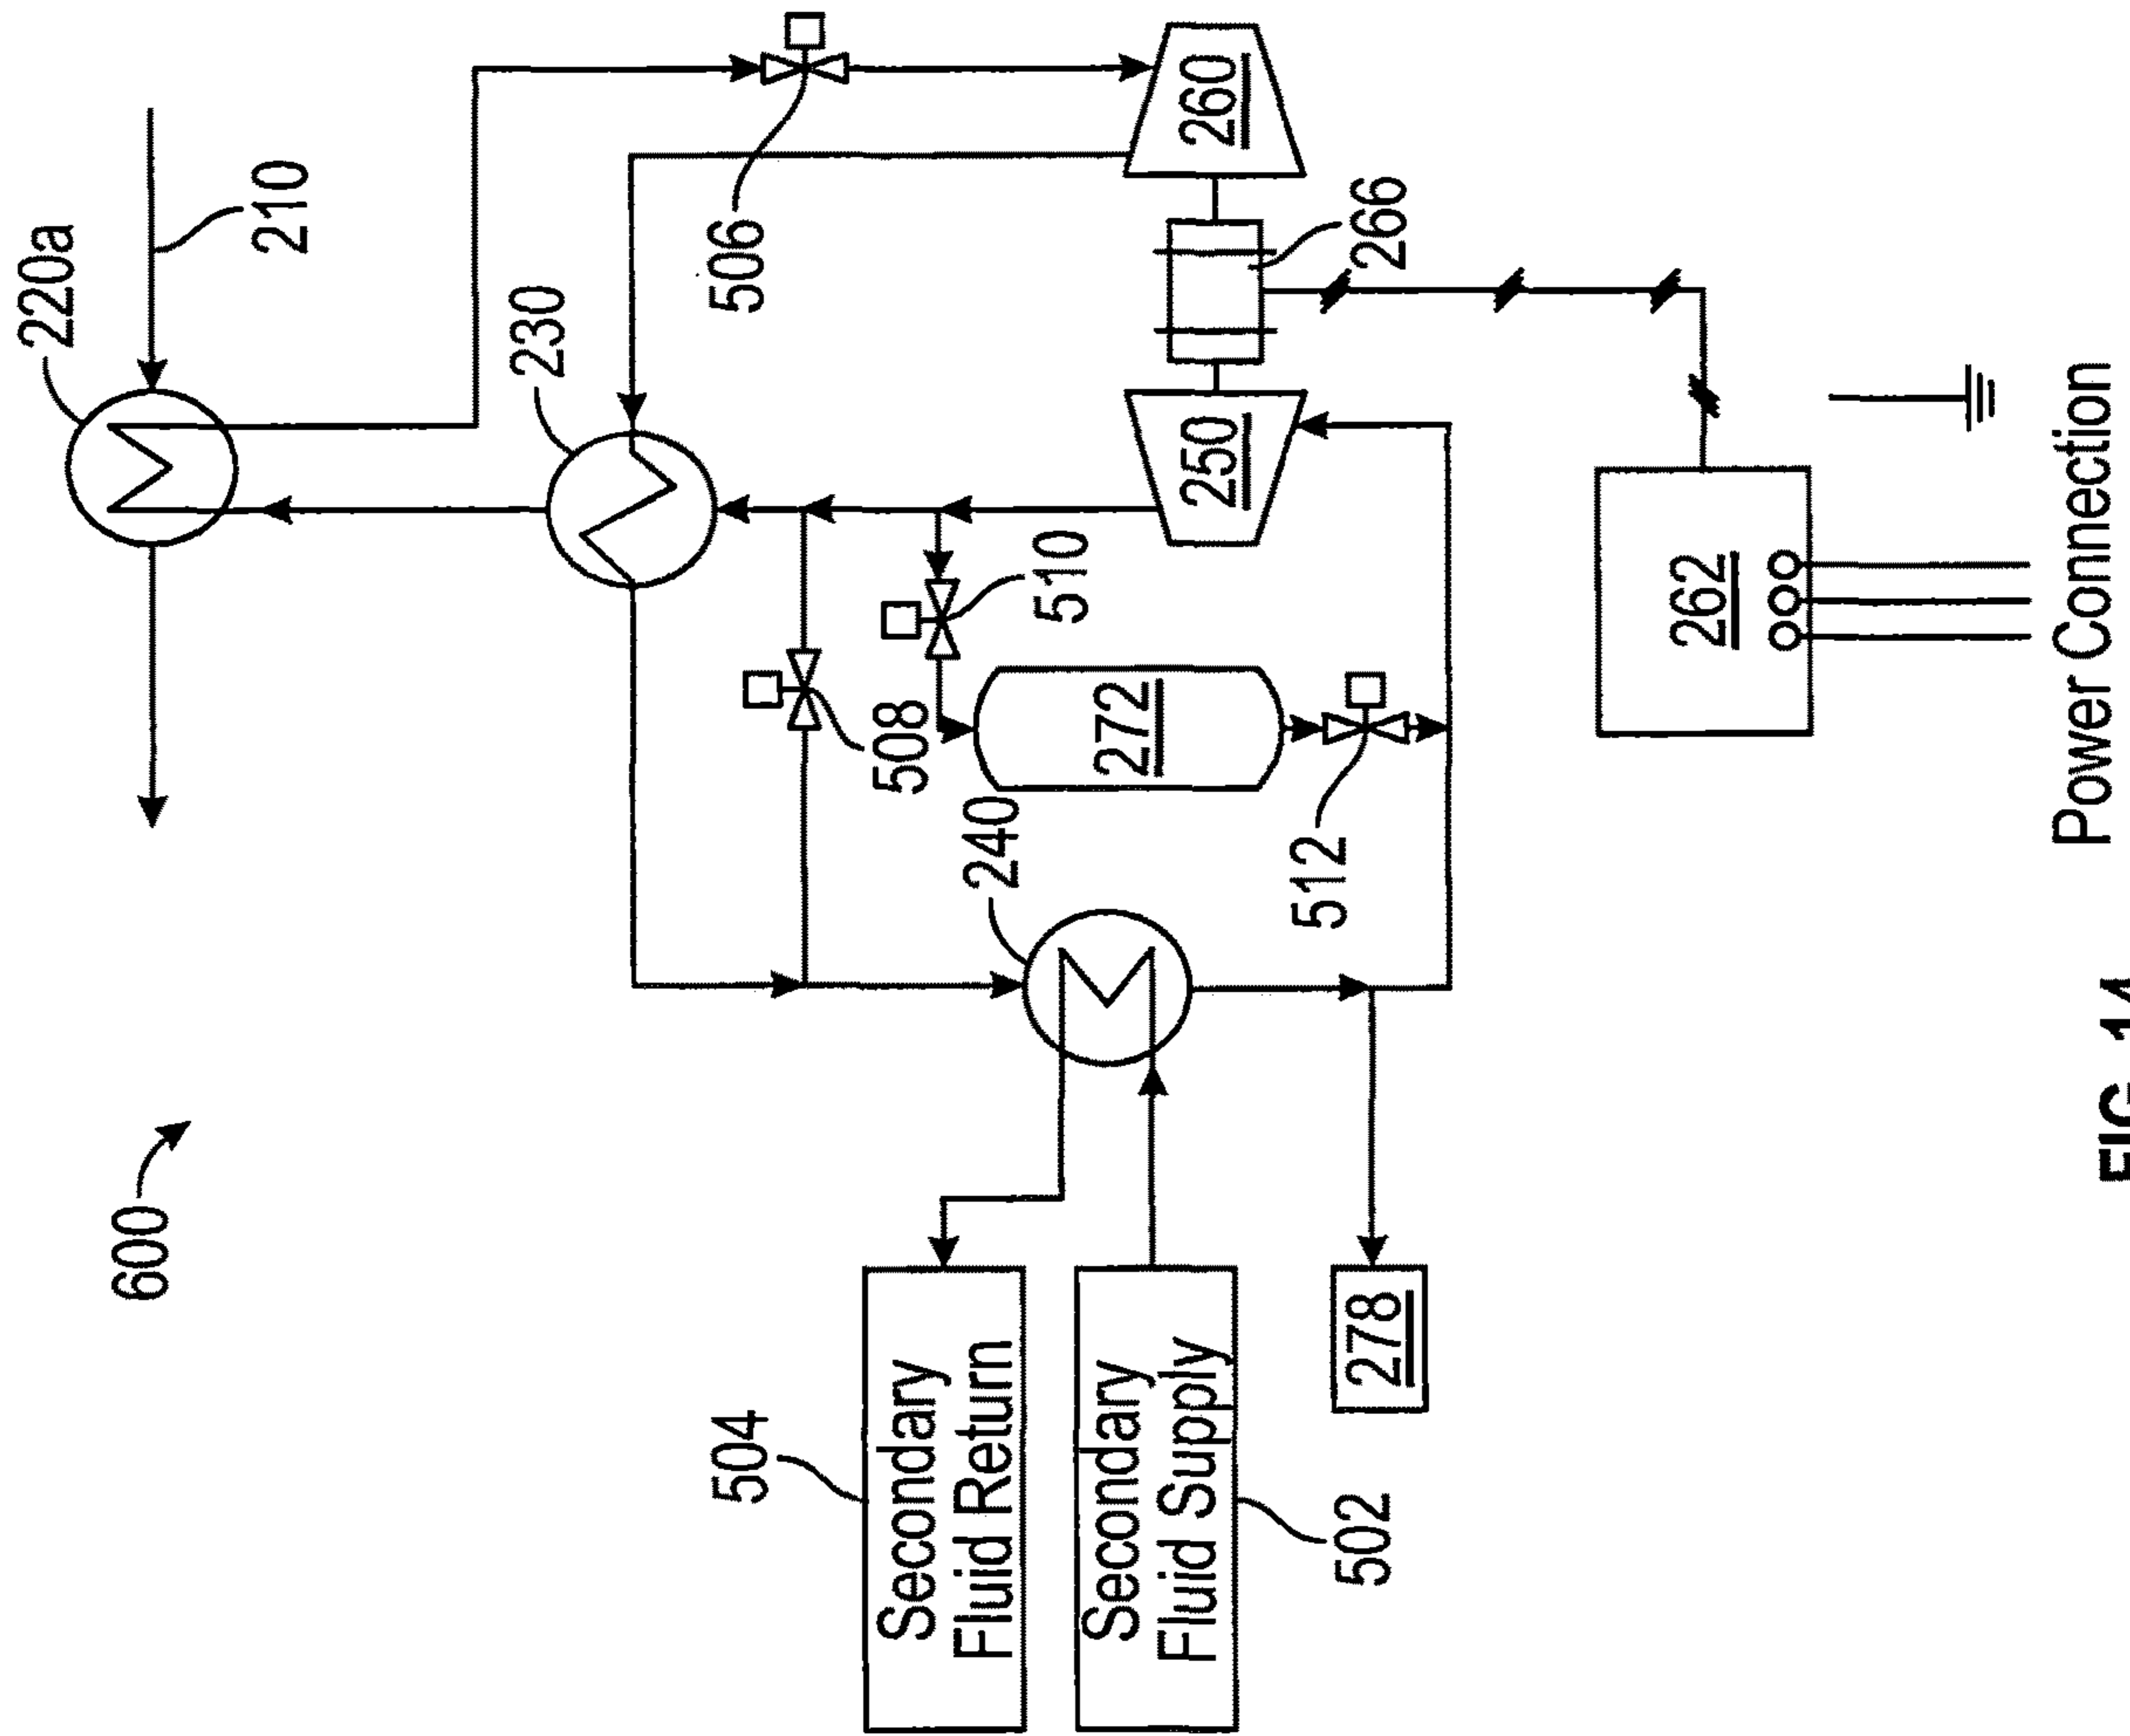 220a
600
210
230
504
506
508
Secondary
Fluid Return
240
510
272
Secondary
Fluid Supply
250
260
512
278
502
266
262
Power Connection
FIG. 14